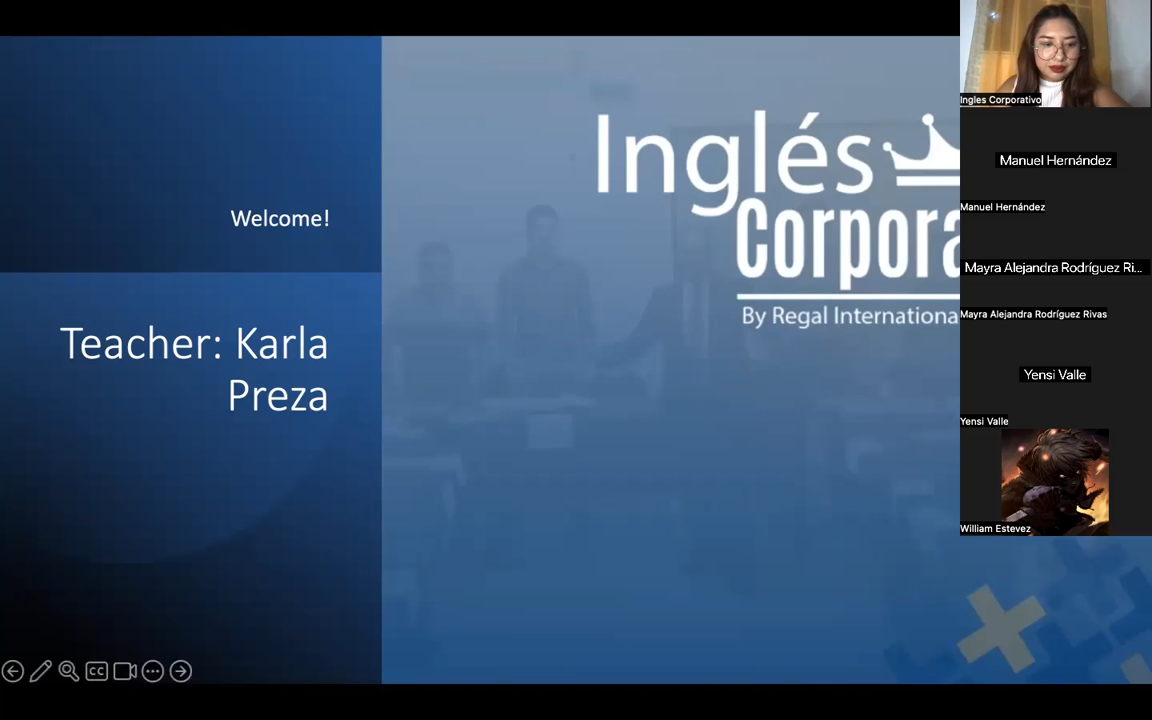 Welcome!
Teacher: Karla
Preza
Inglés
Corpora
By Regal Internationa
CC
Ingles Corporativo
Manuel Hernández
Manuel Hernández
Mayra Alejandra Rodríguez Ri...
Mayra Alejandra Rodríguez Rivas
Yensi Valle
Yensi Valle
William Estevez